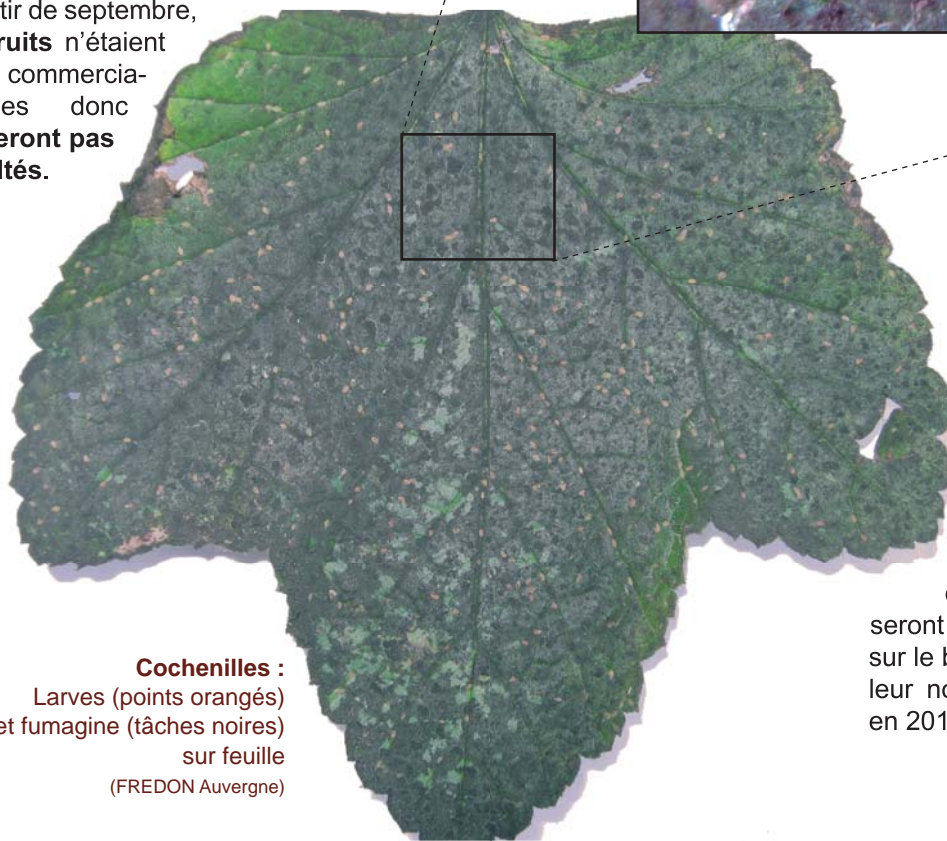 tir de septembre,
ruits n'étaient
commercia-
es donc
eront pas
ltés.
Cochenilles :
Larves (points orangés)
et fumagine (tâches noires)
sur feuille
(FREDON Auvergne)
seront
sur le
leur
en 201